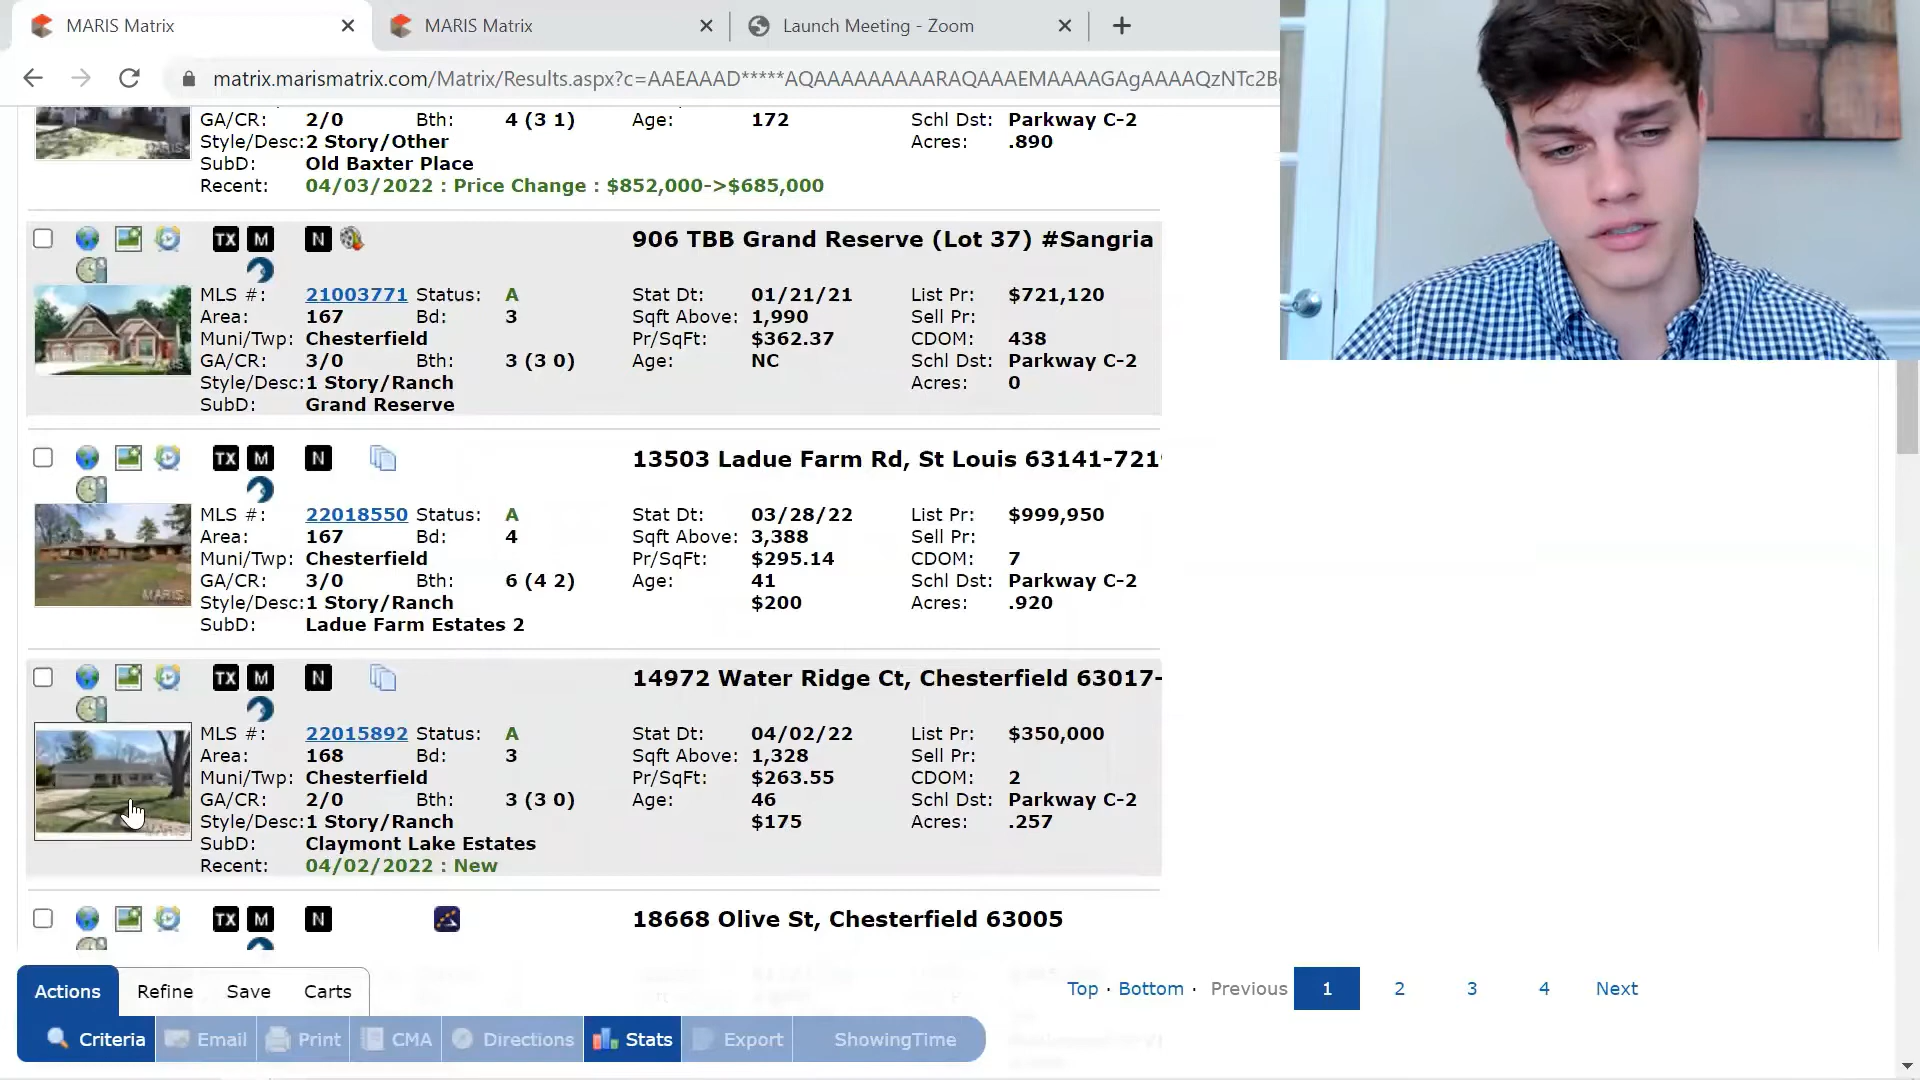 MARIS Matrix
MARIS Matrix
Launch Meeting - Zoom
matrix.marismatrix.com/Matrix/Results.aspx?c=AAEAAAD*****AQAAAAAAAAARAQAAAEMAAAAGAgAAAAQzNTc2B
GA/CR: 2/0 Bth: 4 (3 1) Age: 172 Schl Dst: Parkway C-2
Style/Desc: 2 Story/Other Acres: .890
SubD: Old Baxter Place
Recent: 04/03/2022 : Price Change : $852,000->$685,000
TX M N 906 TBB Grand Reserve (Lot 37) #Sangria
MLS #: 21003771 Status: A Stat Dt: 01/21/21 List Pr: $721,120
Area: 167 Bd: 3 Sqft Above: 1,990 Sell Pr:
Muni/Twp: Chesterfield Pr/SqFt: $362.37 CDOM: 438
GA/CR: 3/0 Bth: 3 (3 0) Age: NC Schl Dst: Parkway C-2
Style/Desc: 1 Story/Ranch Acres: 0
SubD: Grand Reserve
TX M N 13503 Ladue Farm Rd, St Louis 63141-721
MLS #: 22018550 Status: A Stat Dt: 03/28/22 List Pr: $999,950
Area: 167 Bd: 4 Sqft Above: 3,388 Sell Pr:
Muni/Twp: Chesterfield Pr/SqFt: $295.14 CDOM: 7
GA/CR: 3/0 Bth: 6 (4 2) Age: 41 Schl Dst: Parkway C-2
Style/Desc: 1 Story/Ranch $200 Acres: .920
MARIS
SubD: Ladue Farm Estates 2
TX M N 14972 Water Ridge Ct, Chesterfield 63017-
MLS #: 22015892 Status: A Stat Dt: 04/02/22 List Pr: $350,000
Area: 168 Bd: 3 Sqft Above: 1,328 Sell Pr:
Muni/Twp: Chesterfield Pr/SqFt: $263.55 CDOM: 2
GA/CR: 2/0 Bth: 3 (3 0) Age: 46 Schl Dst: Parkway C-2
Style/Desc: 1 Story/Ranch $175 Acres: .257
SubD: Claymont Lake Estates
Recent: 04/02/2022 : New
TX M N 18668 Olive St, Chesterfield 63005
Actions Refine Save Carts
Top · Bottom · Previous 1 2 3 4 Next
Criteria Email Print CMA Directions Stats Export ShowingTime